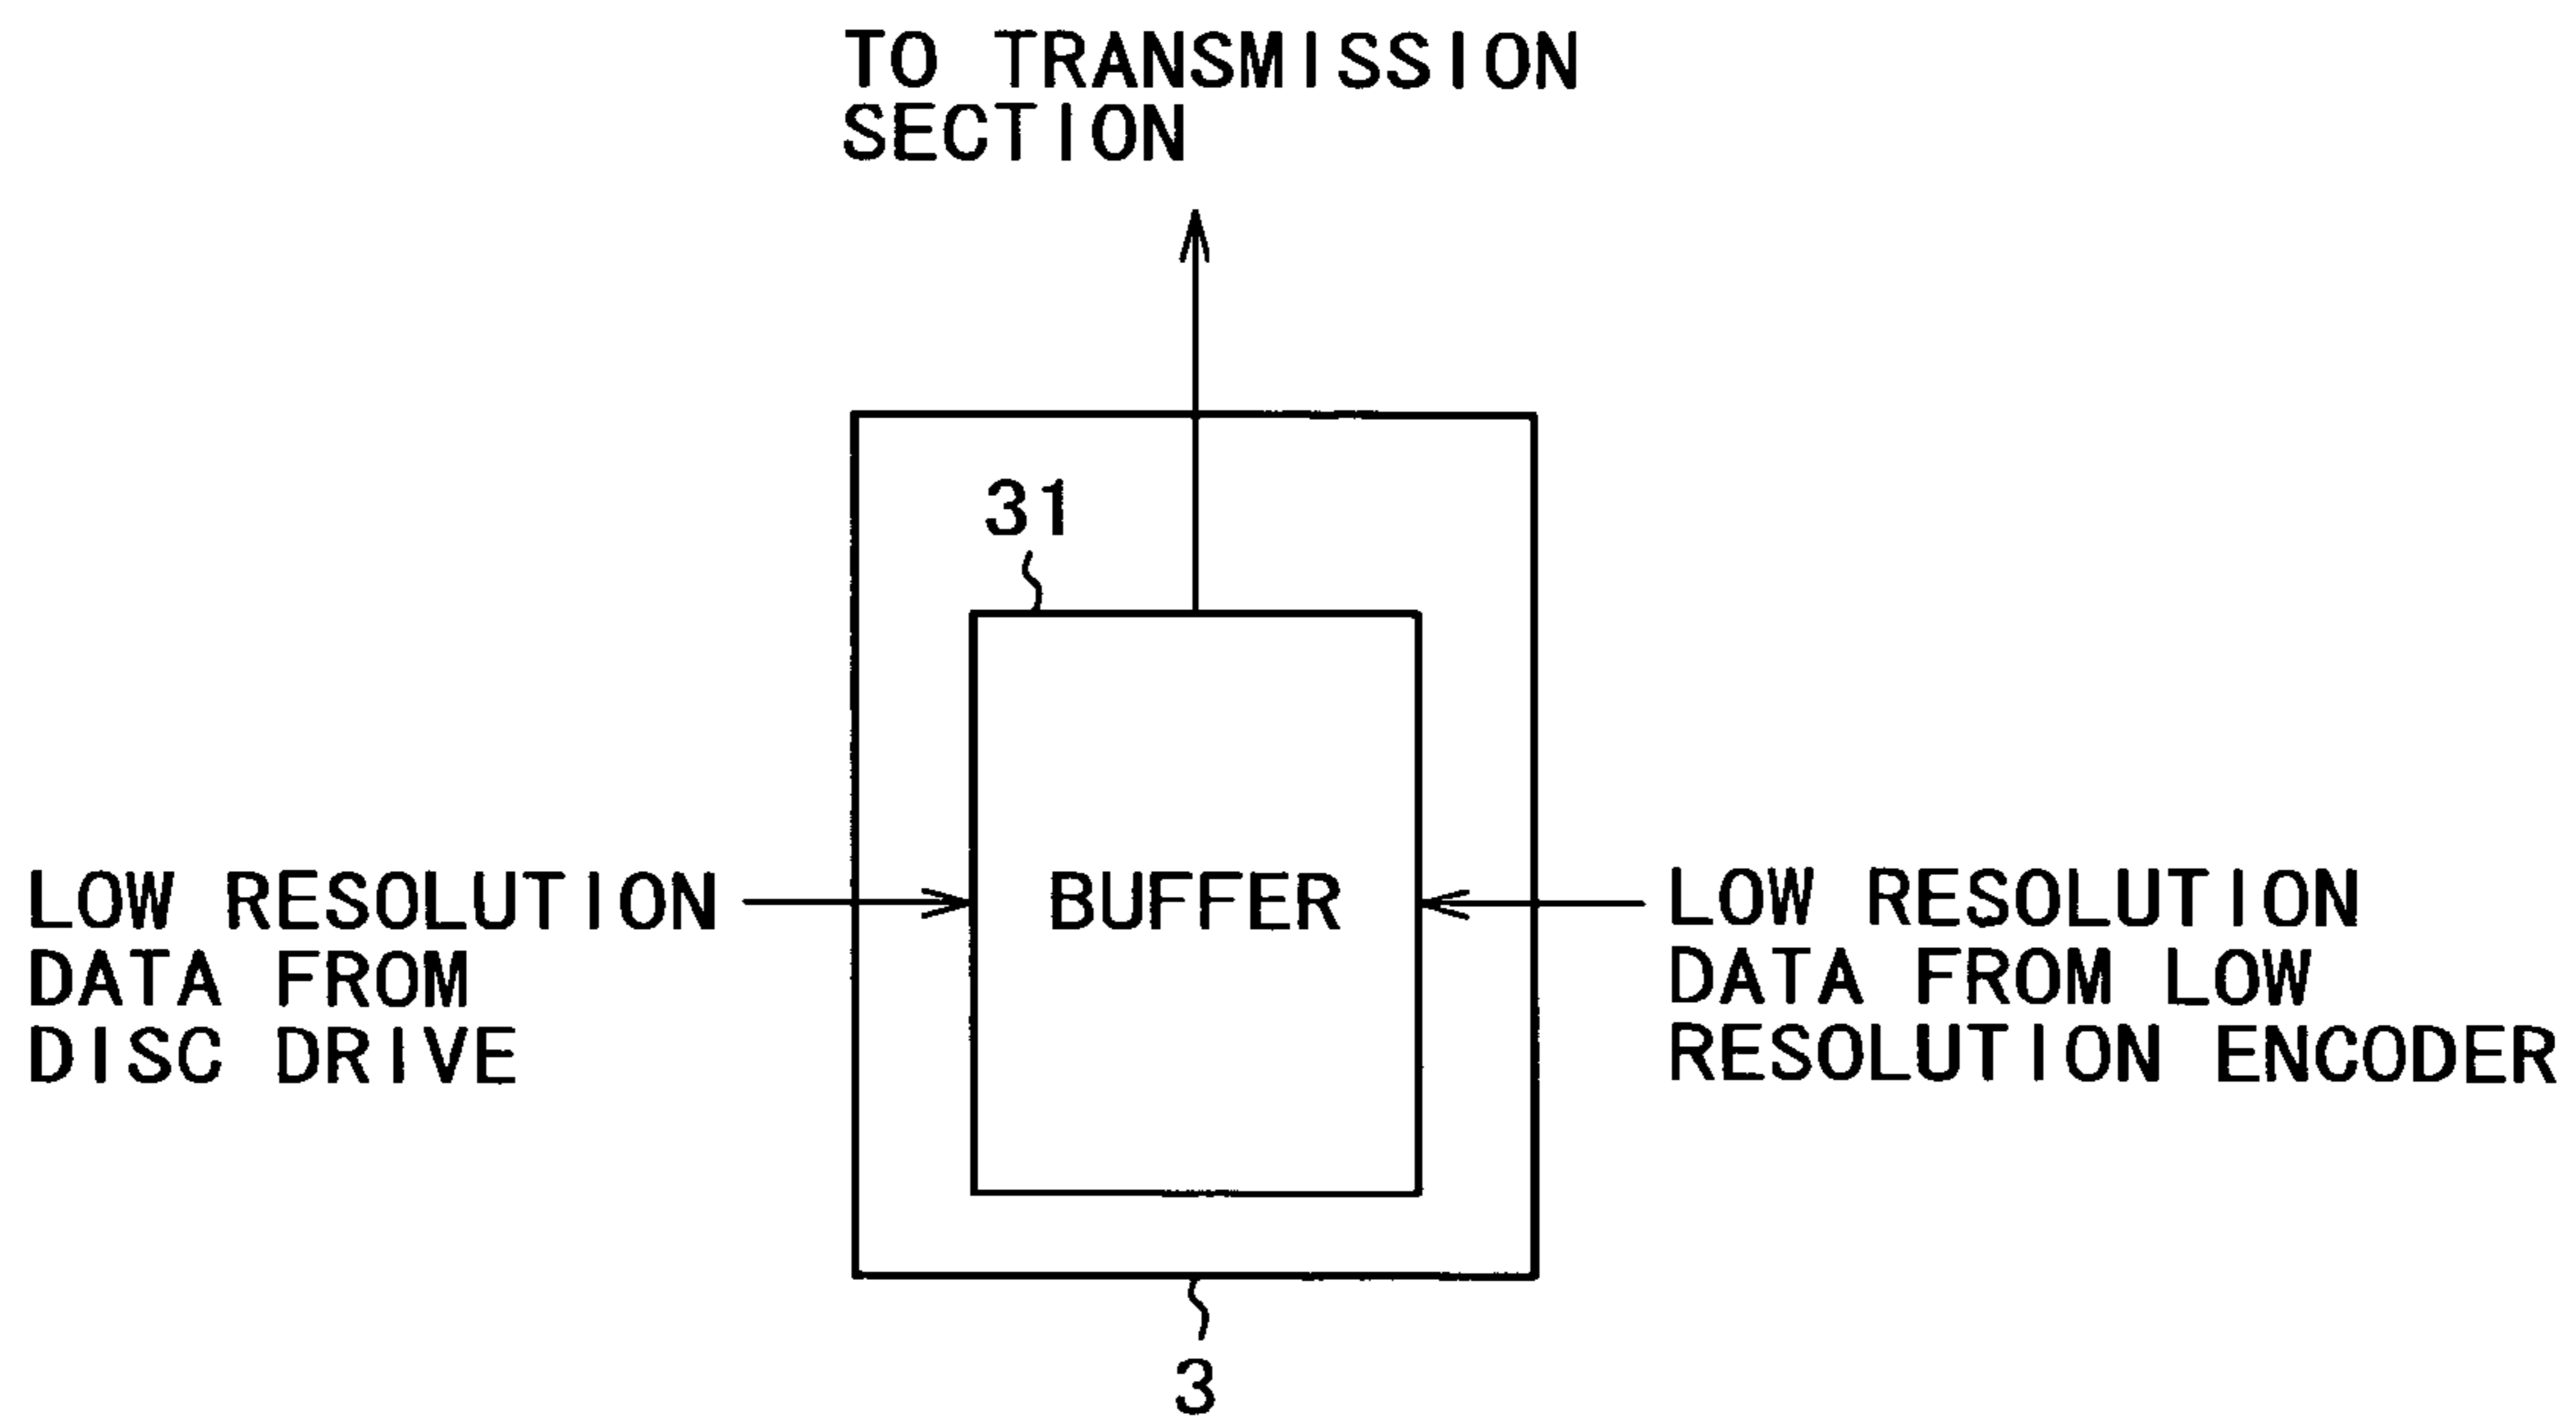 TO TRANSMISSION
SECTION
31
LOW RESOLUTION
DATA FROM
DISC DRIVE
BUFFER
LOW RESOLUTION
DATA FROM LOW
RESOLUTION ENCODER
3